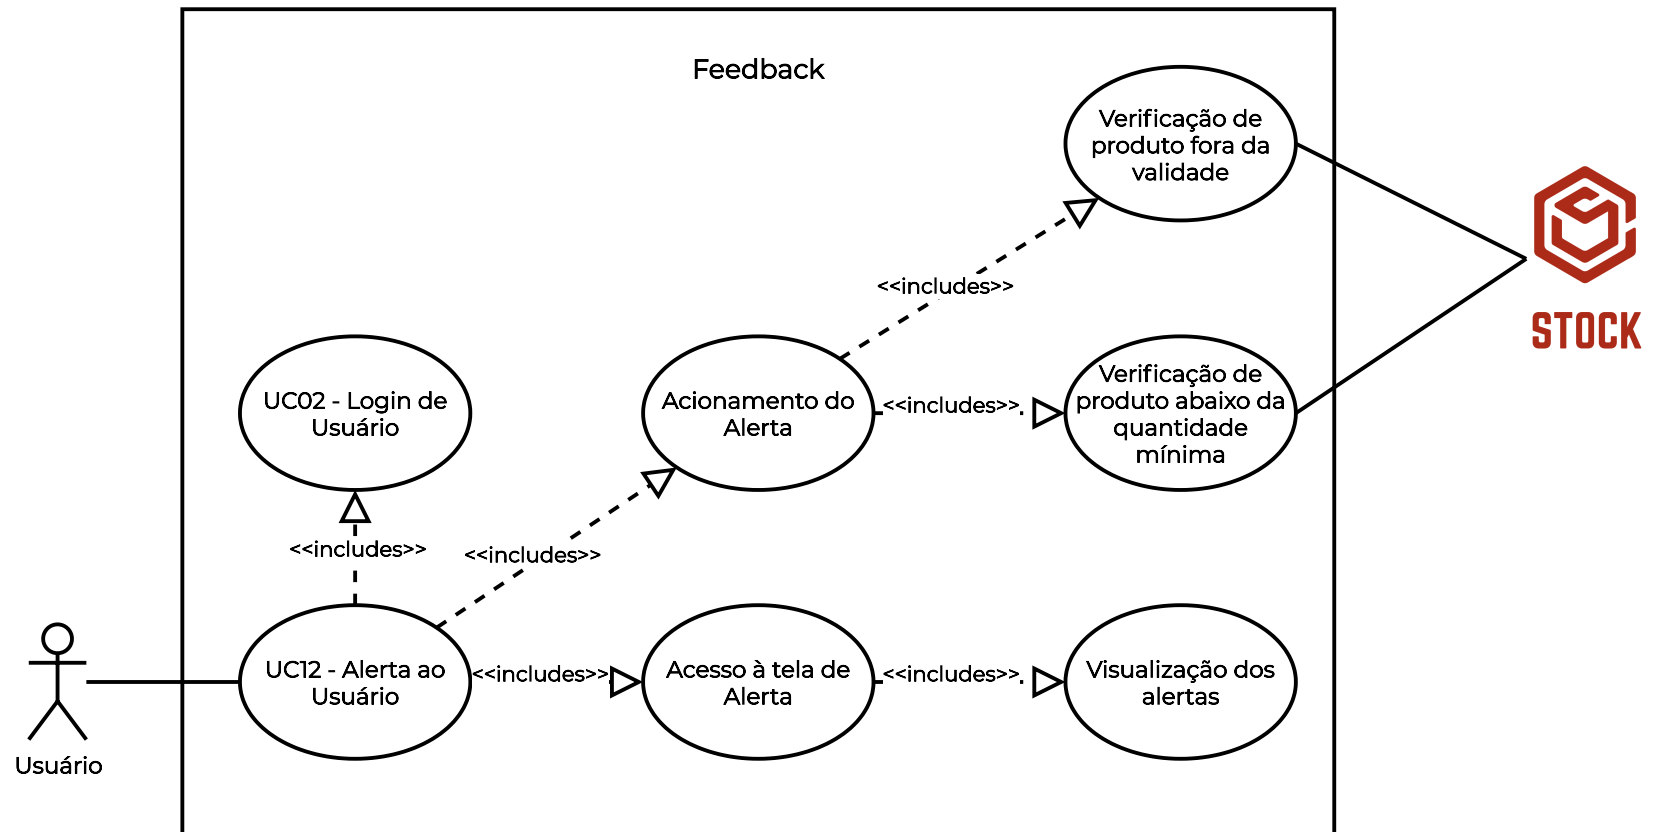 Feedback
Verificação de
produto fora da
validade
<<includes>>
STOCK
UC02 - Login de
Usuário
Acionamento do
Alerta
<<includes>>
Verificação de
produto abaixo da
quantidade
mínima
<<includes>>
<<includes>>
UC12 - Alerta ao
Usuário
<<includes>>
Acesso à tela de
Alerta
<<includes>>
Visualização dos
alertas
Usuário